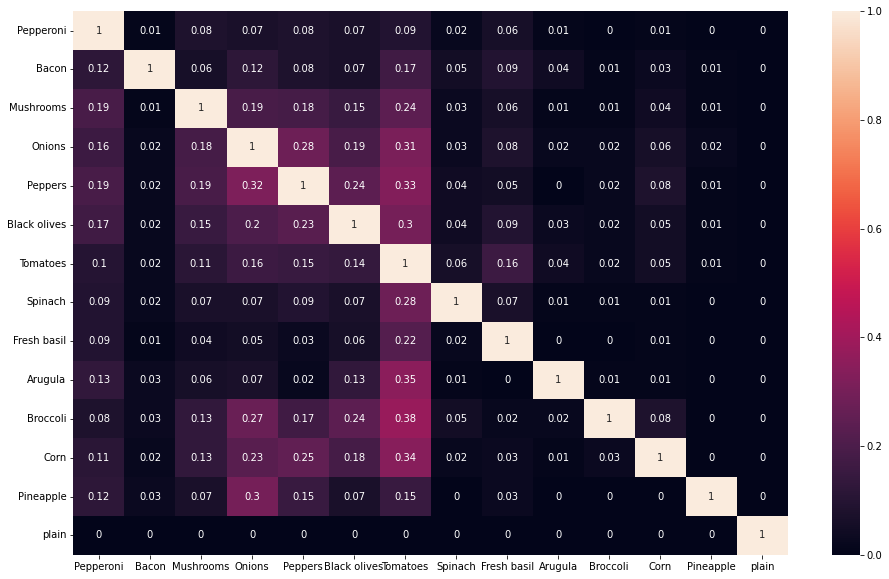 Pepperoni 1 0.01 0.08 0.07 0.08 0.07 0.09 0.02 0.06 0.01 0 0.01 0 0
Bacon 0.12 1 0.06 0.12 0.08 0.07 0.17 0.05 0.09 0.04 0.01 0.03 0.01 0
Mushrooms 0.19 0.01 1 0.19 0.18 0.15 0.24 0.03 0.06 0.01 0.01 0.04 0.01 0
Onions 0.16 0.02 0.18 1 0.28 0.19 0.31 0.03 0.08 0.02 0.02 0.06 0.02 0
Peppers 0.19 0.02 0.19 0.32 1 0.24 0.33 0.04 0.05 0 0.02 0.08 0.01 0
Black olives 0.17 0.02 0.15 0.2 0.23 1 0.3 0.04 0.09 0.03 0.02 0.05 0.01 0
Tomatoes 0.1 0.02 0.11 0.16 0.15 0.14 1 0.06 0.16 0.04 0.02 0.05 0.01 0
Spinach 0.09 0.02 0.07 0.07 0.09 0.07 0.28 1 0.07 0.01 0.01 0.01 0 0
Fresh basil 0.09 0.01 0.04 0.05 0.03 0.06 0.22 0.02 1 0 0 0.01 0 0
Arugula 0.13 0.03 0.06 0.07 0.02 0.13 0.35 0.01 0 1 0.01 0.01 0 0
Broccoli 0.08 0.03 0.13 0.27 0.17 0.24 0.38 0.05 0.02 0.02 1 0.08 0 0
Corn 0.11 0.02 0.13 0.23 0.25 0.18 0.34 0.02 0.03 0.01 0.03 1 0 0
Pineapple 0.12 0.03 0.07 0.3 0.15 0.07 0.15 0 0.03 0 0 0 1 0
plain 0 0 0 0 0 0 0 0 0 0 0 0 0 1
Pepperoni Bacon Mushrooms Onions Peppers Black olives Tomatoes Spinach Fresh basil Arugula Broccoli Corn Pineapple plain
1.0
0.8
0.6
0.4
0.2
0.0